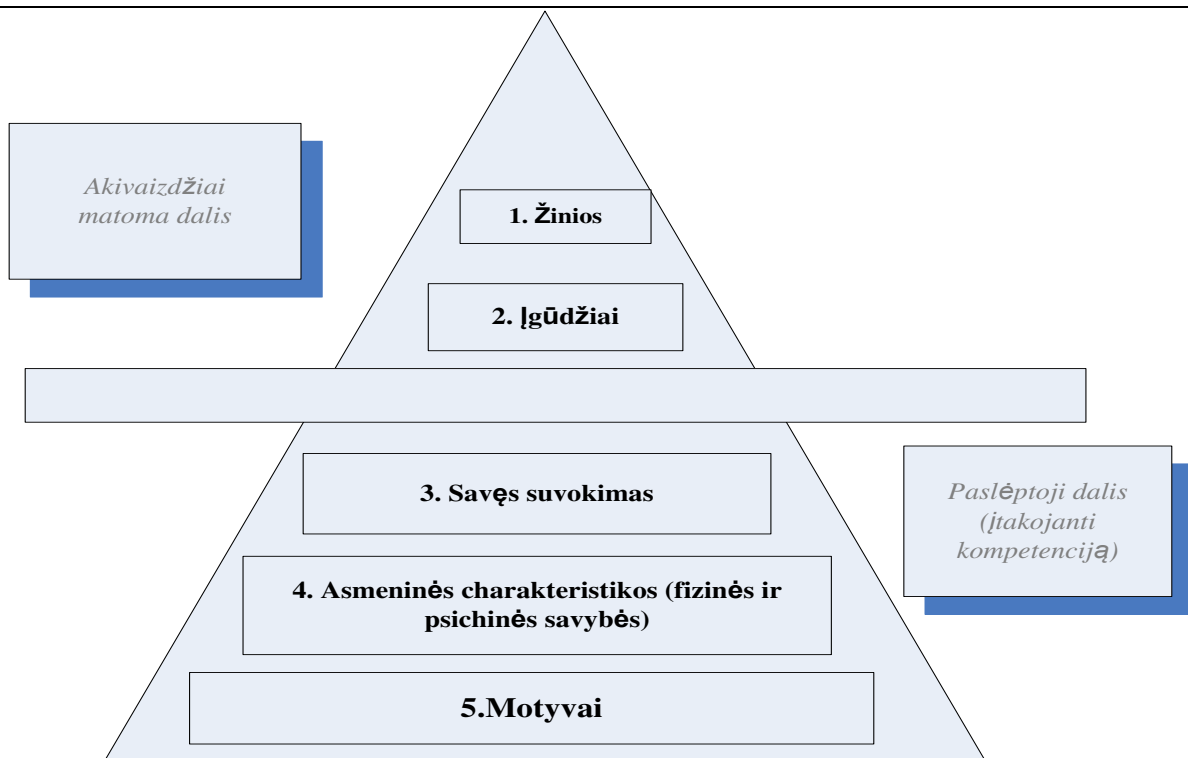 Akivaizdžiai
matoma dalis
1. Žinios
2. Įgūdžiai
3. Savęs suvokimas
Paslėptoji dalis
(įtakojanti
kompetenciją)
4. Asmeninės charakteristikos (fizinės ir
psichinės savybės)
5.Motyvai